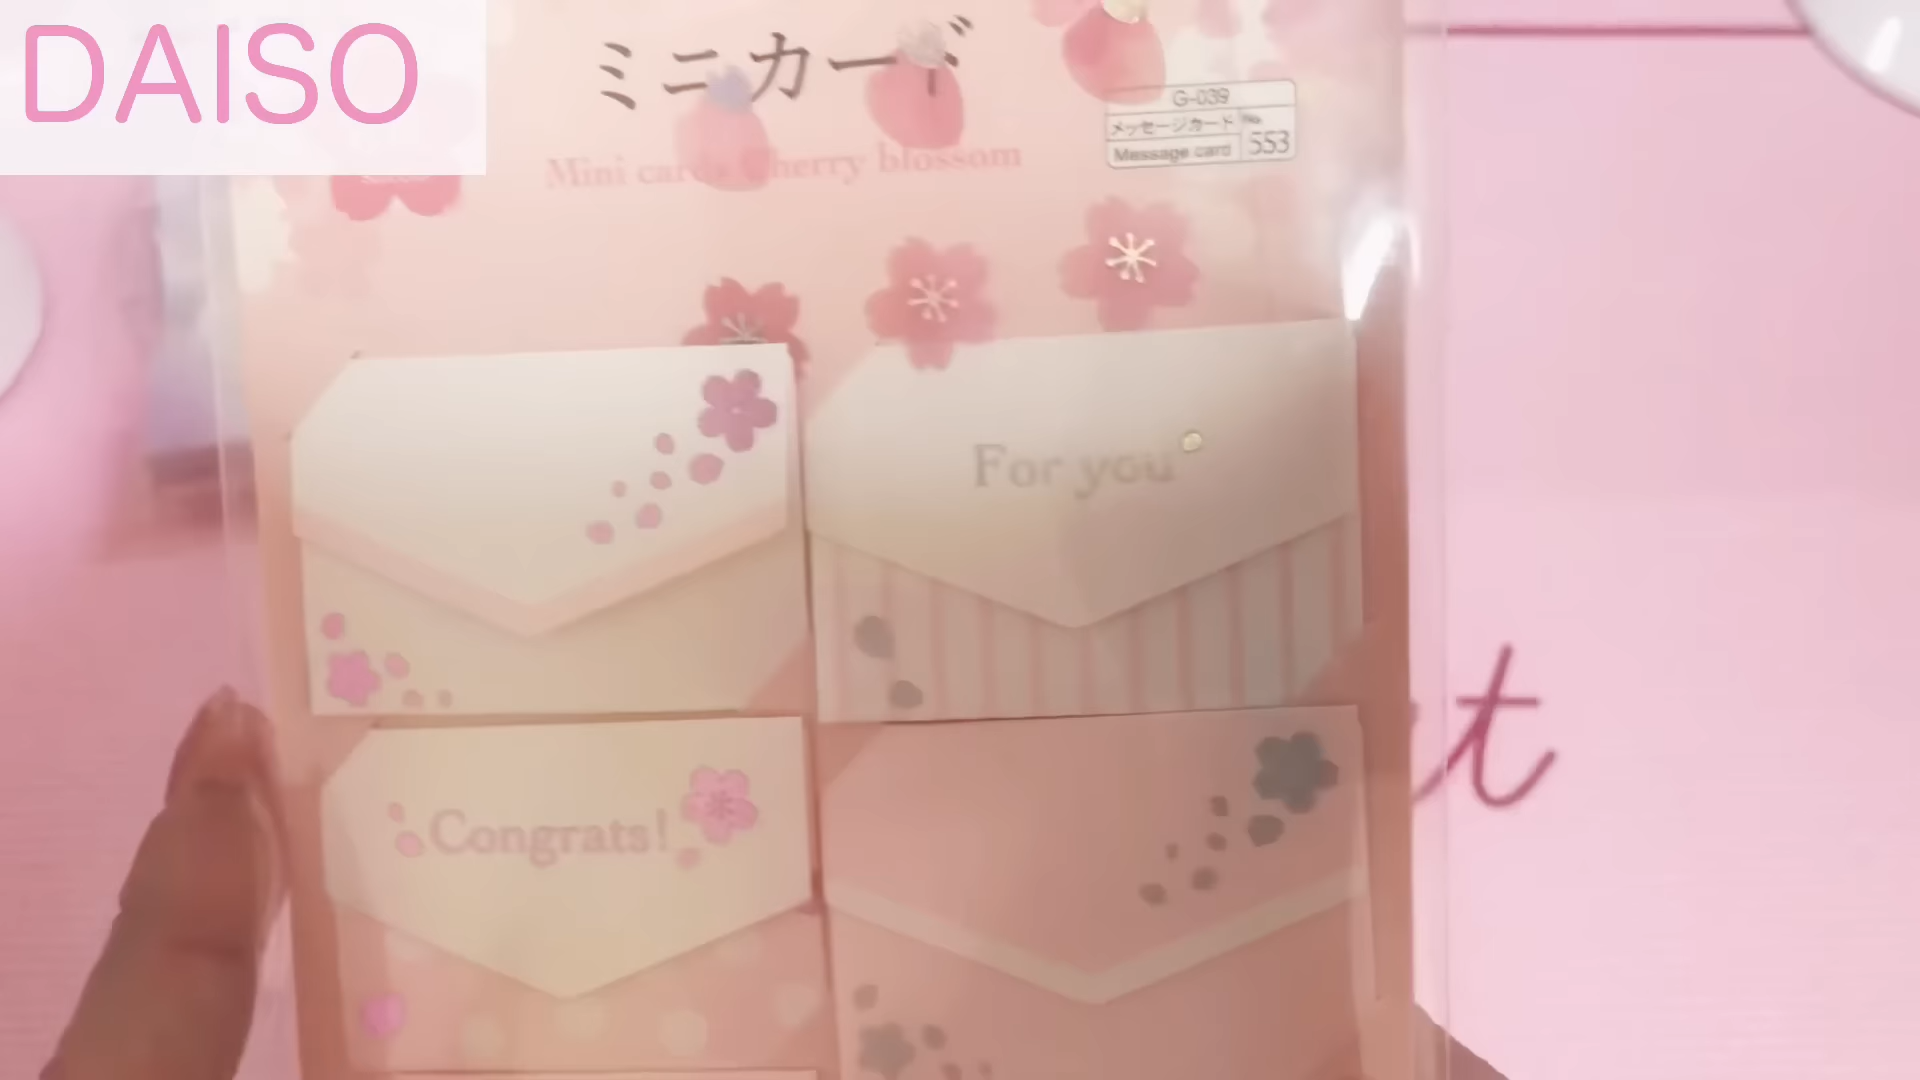 DAISO
ミニカード
Mini cards Cherry blossom
G-039
メッセージカード No.
Message card 553
For you
Congrats!
t